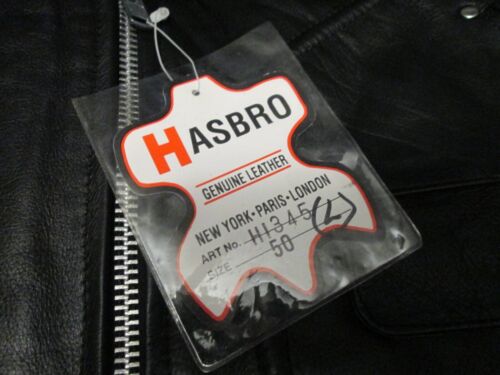 HASBRO
GENUINE LEATHER
NEW YORK • PARIS • LONDON
ART No. H1345 (L)
SIZE 50